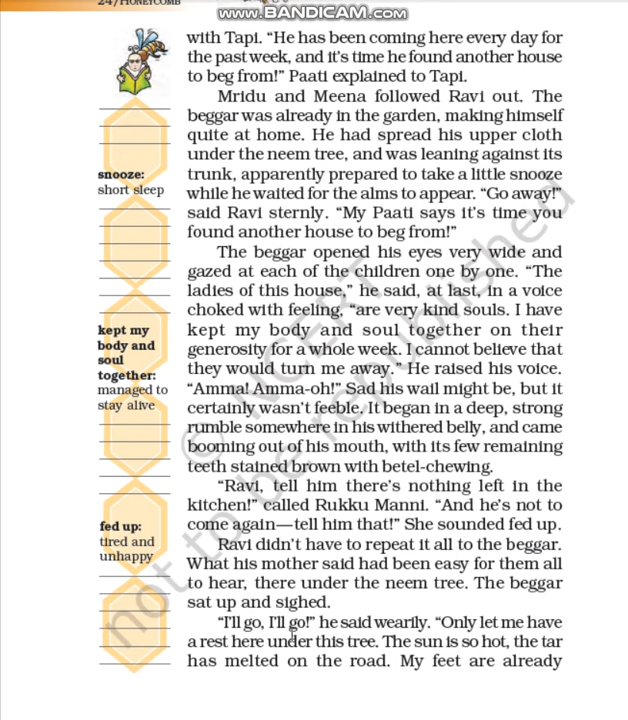 24/HONEYCOMB
www.BANDICAM.com
with Tapi. “He has been coming here every day for
the past week, and it’s time he found another house
to beg from!” Paati explained to Tapi.
Mridu and Meena followed Ravi out. The
beggar was already in the garden, making himself
quite at home. He had spread his upper cloth
under the neem tree, and was leaning against its
trunk, apparently prepared to take a little snooze
while he waited for the alms to appear. “Go away!”
said Ravi sternly. “My Paati says it’s time you
found another house to beg from!”
snooze:
short sleep
The beggar opened his eyes very wide and
gazed at each of the children one by one. “The
ladies of this house,” he said, at last, in a voice
choked with feeling, “are very kind souls. I have
kept my body and soul together on their
generosity for a whole week. I cannot believe that
they would turn me away.” He raised his voice.
“Amma! Amma-oh!” Sad his wail might be, but it
certainly wasn’t feeble. It began in a deep, strong
rumble somewhere in his withered belly, and came
booming out of his mouth, with its few remaining
teeth stained brown with betel-chewing.
kept my
body and
soul
together:
managed to
stay alive
“Ravi, tell him there’s nothing left in the
kitchen!” called Rukku Manni. “And he’s not to
come again—tell him that!” She sounded fed up.
fed up:
tired and
unhappy
Ravi didn’t have to repeat it all to the beggar.
What his mother said had been easy for them all
to hear, there under the neem tree. The beggar
sat up and sighed.
“I’ll go, I’ll go!” he said wearily. “Only let me have
a rest here under this tree. The sun is so hot, the tar
has melted on the road. My feet are already
© NCERT
not to be republished